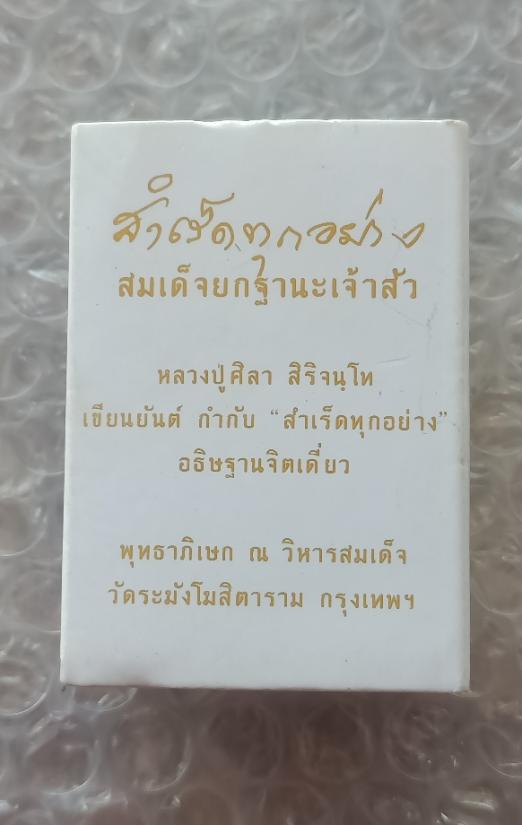 สำเร็จทุกอย่าง
สมเด็จยกฐานะเจ้าสัว
หลวงปู่ศิลา สิริจนฺโท
เขียนยันต์ กำกับ “สำเร็ดทุกอย่าง”
อธิษฐานจิตเดี่ยว
พุทธาภิเษก ณ วิหารสมเด็จ
วัดระฆังโฆสิตาราม กรุงเทพฯ